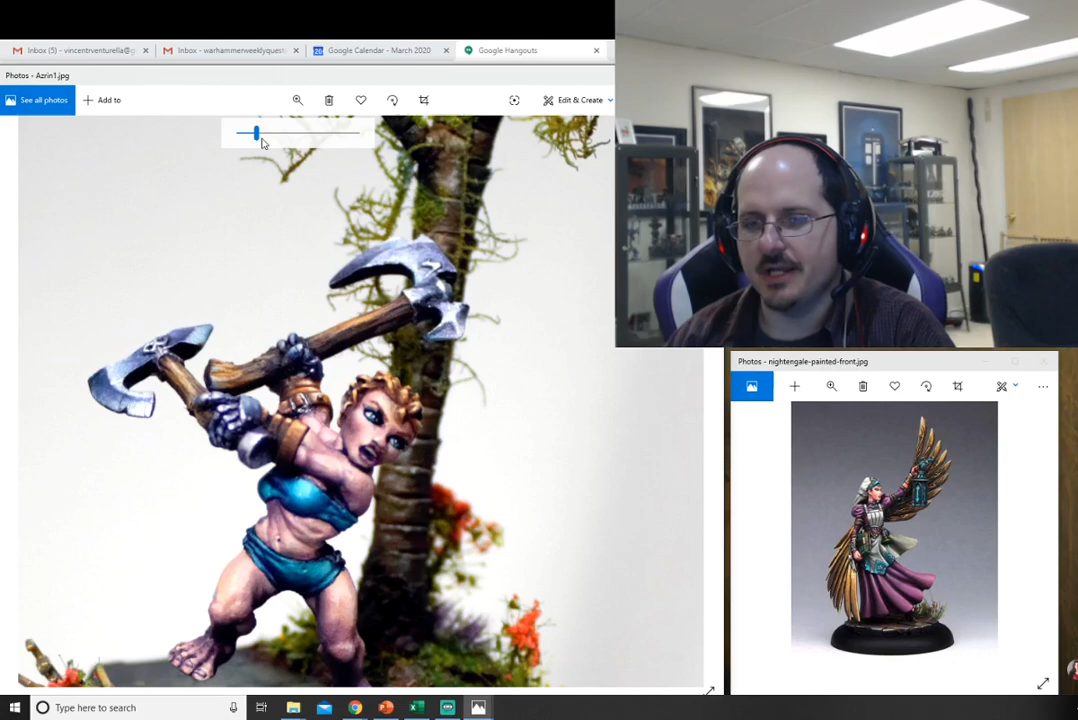 Inbox (5) - vincentrventurella@g
Inbox - warhammerweeklyquest
Google Calendar - March 2020
Google Hangouts
Photos - Azrin1.jpg
See all photos
Add to
Edit & Create
Photos - nightengale-painted-front.jpg
Type here to search